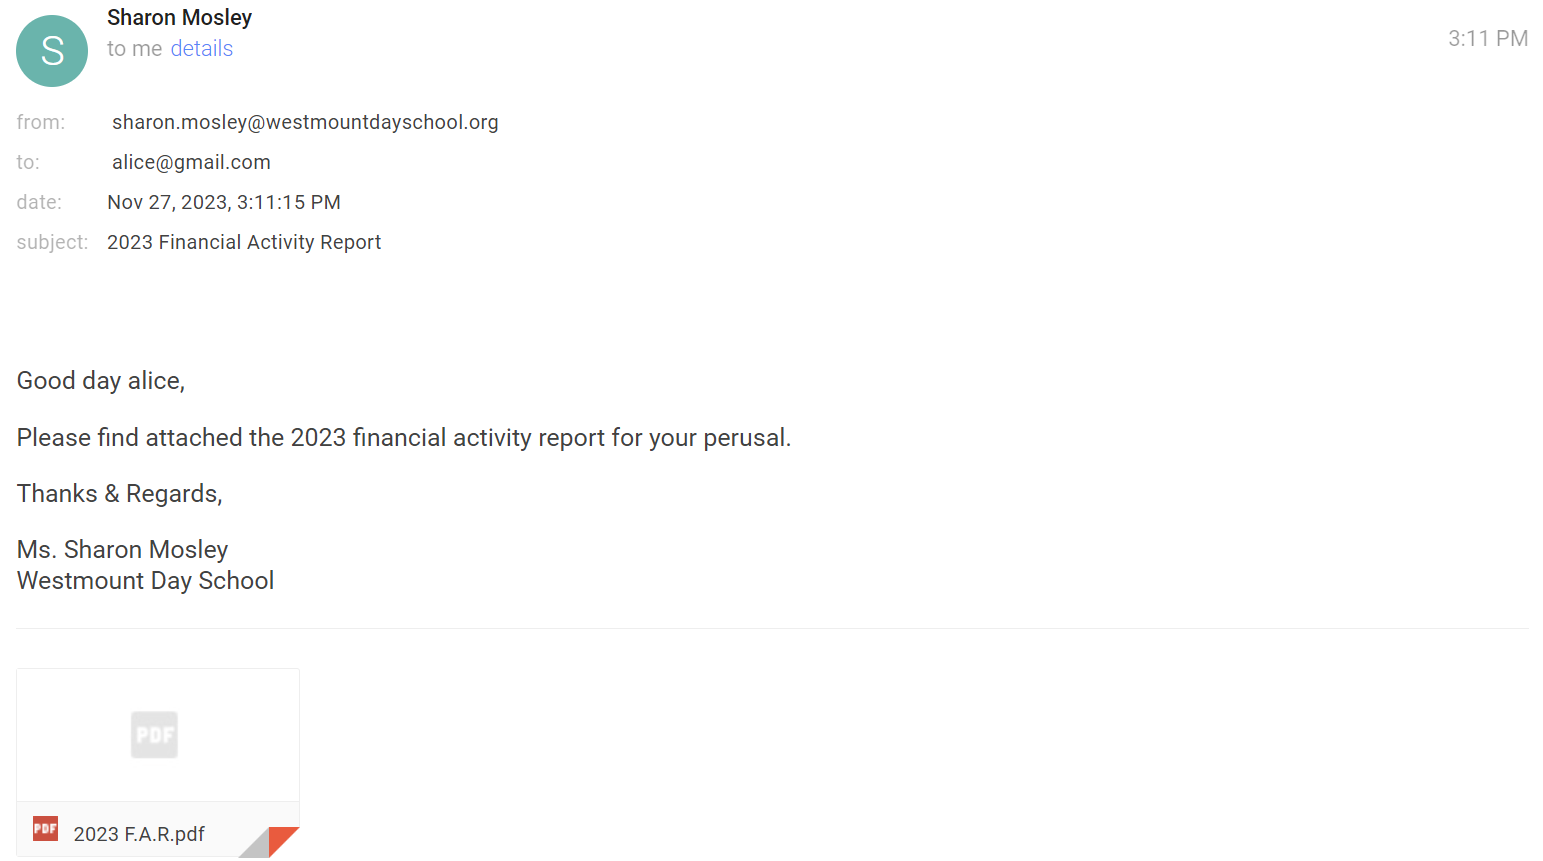 S
Sharon Mosley
to me details
3:11 PM
from: sharon.mosley@westmountdayschool.org
to: alice@gmail.com
date: Nov 27, 2023, 3:11:15 PM
subject: 2023 Financial Activity Report
Good day alice,
Please find attached the 2023 financial activity report for your perusal.
Thanks & Regards,
Ms. Sharon Mosley
Westmount Day School
PDF
PDF 2023 F.A.R.pdf